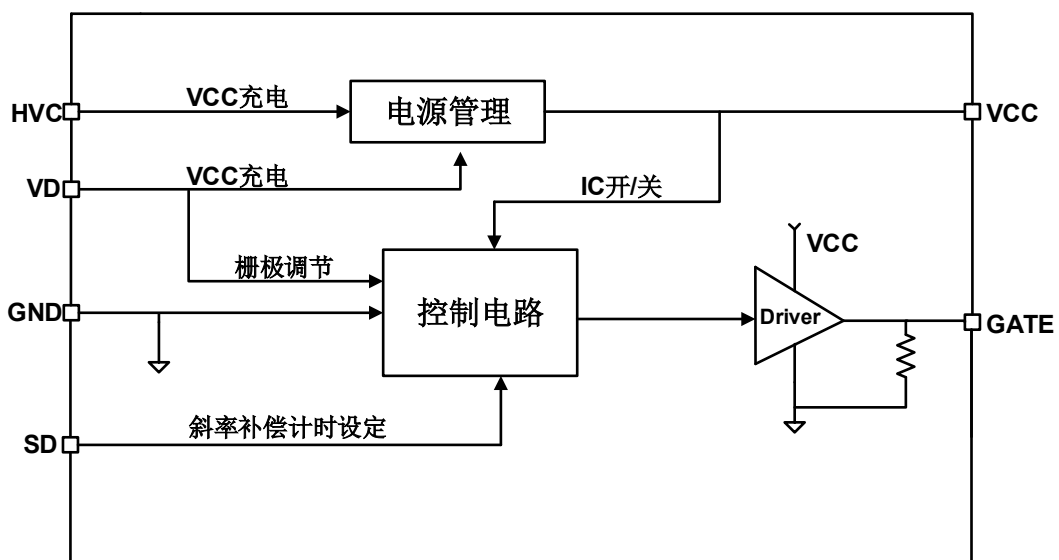 HVC
VCC充电
电源管理
VCC
VD
VCC充电
IC开/关
VCC
栅极调节
GND
控制电路
Driver
GATE
SD
斜率补偿计时设定